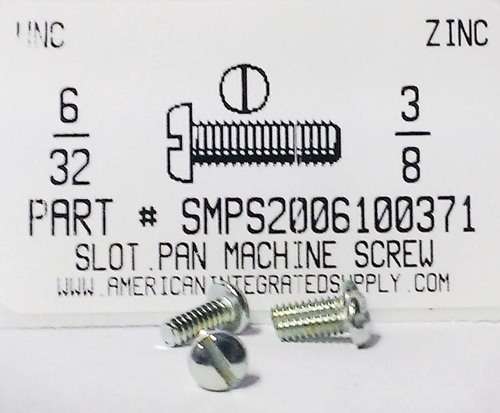 UNC ZINC
6/32 3/8
PART # SMPS2006100371
SLOT PAN MACHINE SCREW
WWW.AMERICANINTEGRATEDSUPPLY.COM